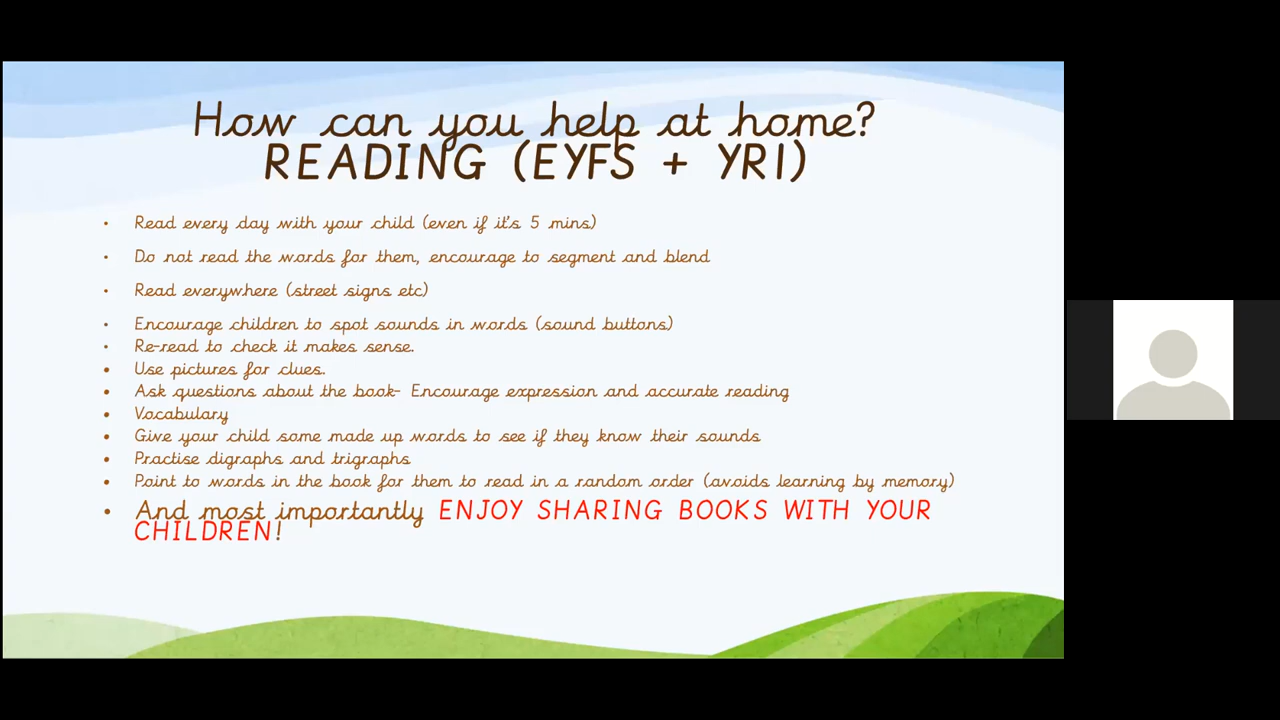 How can you help at home?
READING (EYFS + YR1)
• Read every day with your child (even if it's 5 mins)
• Do not read the words for them, encourage to segment and blend
• Read everywhere (street signs etc)
• Encourage children to spot sounds in words (sound buttons)
• Re-read to check it makes sense.
• Use pictures for clues.
• Ask questions about the book- Encourage expression and accurate reading
• Vocabulary
• Give your child some made up words to see if they know their sounds
• Practise digraphs and trigraphs
• Point to words in the book for them to read in a random order (avoids learning by memory)
• And most importantly ENJOY SHARING BOOKS WITH YOUR
CHILDREN!